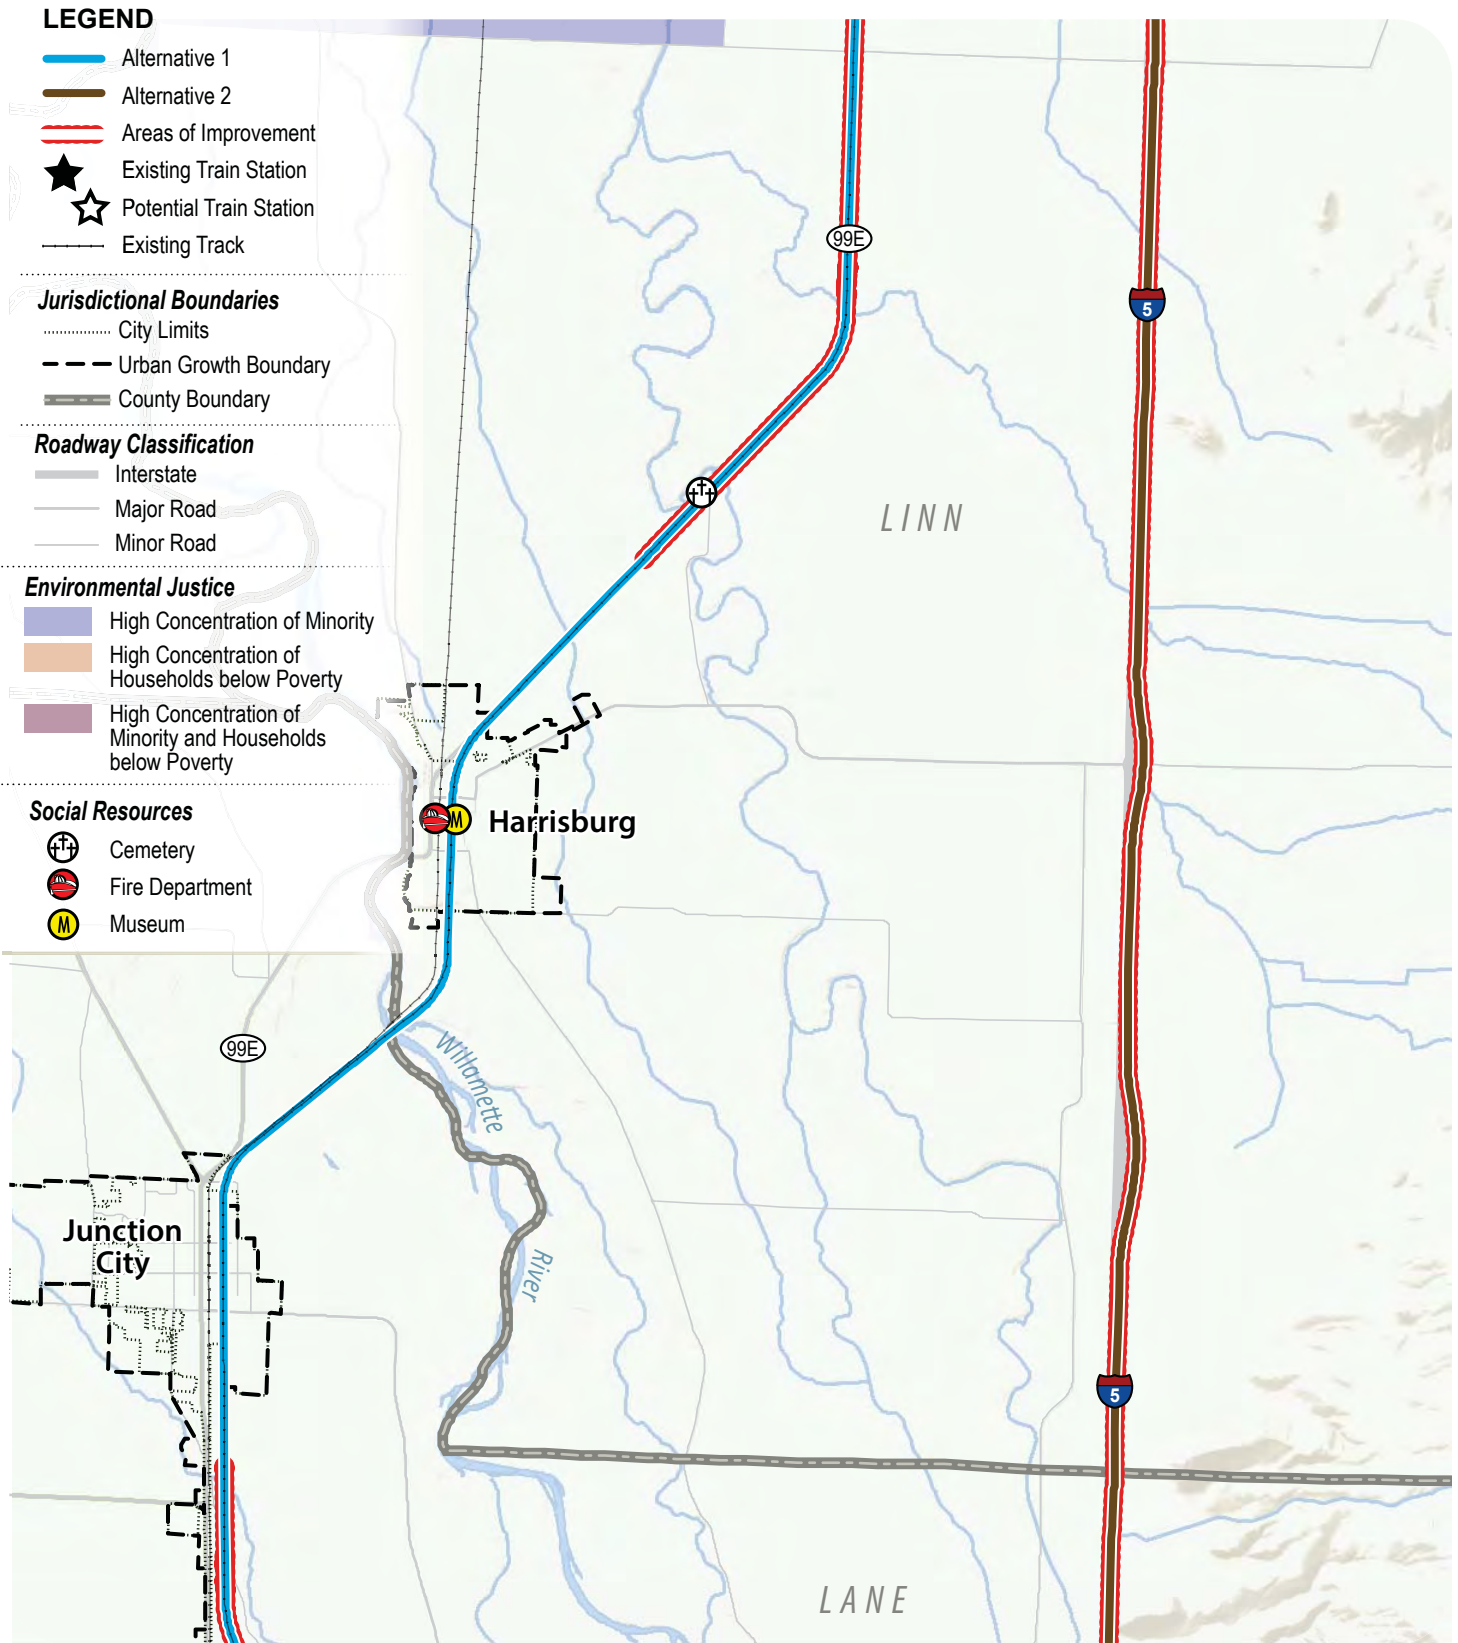 LEGEND
Alternative 1
Alternative 2
Areas of Improvement
Existing Train Station
Potential Train Station
Existing Track
Jurisdictional Boundaries
City Limits
Urban Growth Boundary
County Boundary
Roadway Classification
Interstate
Major Road
Minor Road
Environmental Justice
High Concentration of Minority
High Concentration of
Households below Poverty
High Concentration of
Minority and Households
below Poverty
Social Resources
Cemetery
Fire Department
M
Museum
99E
5
LINN
M
Harrisburg
99E
Willamette
River
Junction
City
5
LANE